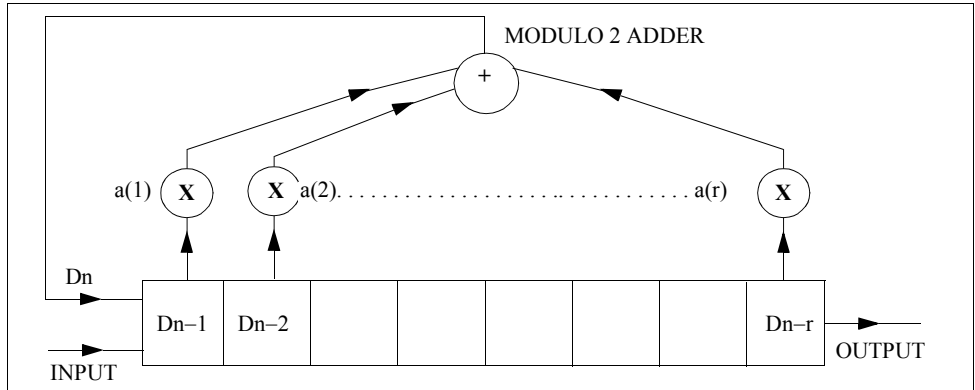 MODULO 2 ADDER
+
a(1) X X a(2). . . . . . . . . . . . . . . . . . . . .. . . . . . . . . . . . . a(r) X
Dn
Dn−1 Dn−2 Dn−r
INPUT OUTPUT